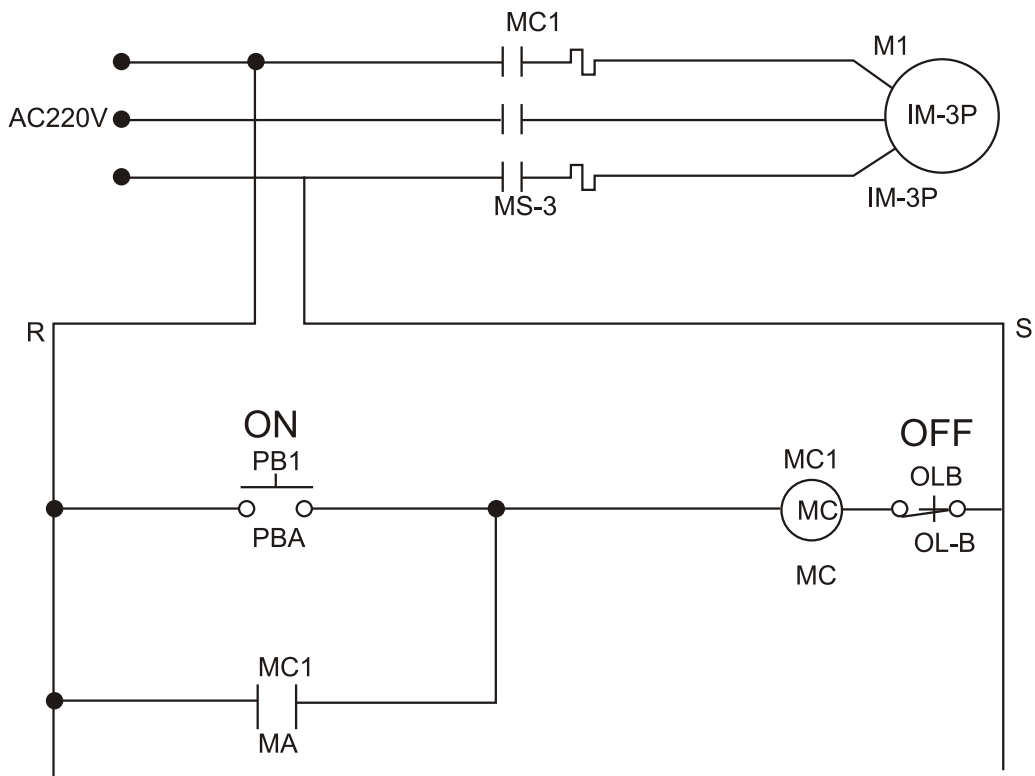 MC1
M1
AC220V
IM-3P
MS-3
IM-3P
R
S
ON
PB1
PBA
OFF
MC1
OLB
MC
OL-B
MC
MC1
MA